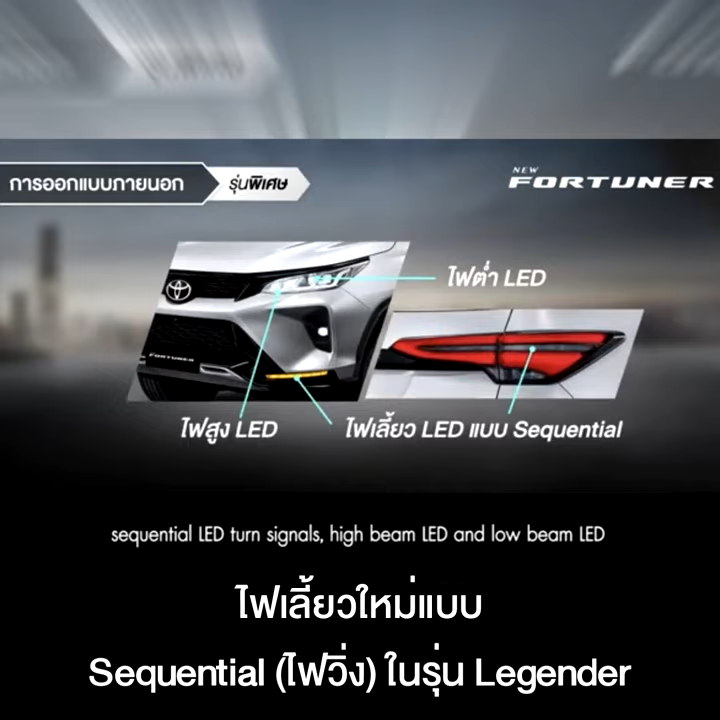 การออกแบบภายนอก
รุ่นพิเศษ
NEW
FORTUNER
ไฟต่ำ LED
FORTUNER
ไฟสูง LED
ไฟเลี้ยว LED แบบ Sequential
sequential LED turn signals, high beam LED and low beam LED
ไฟเลี้ยวใหม่แบบ
Sequential (ไฟวิ่ง) ในรุ่น Legender